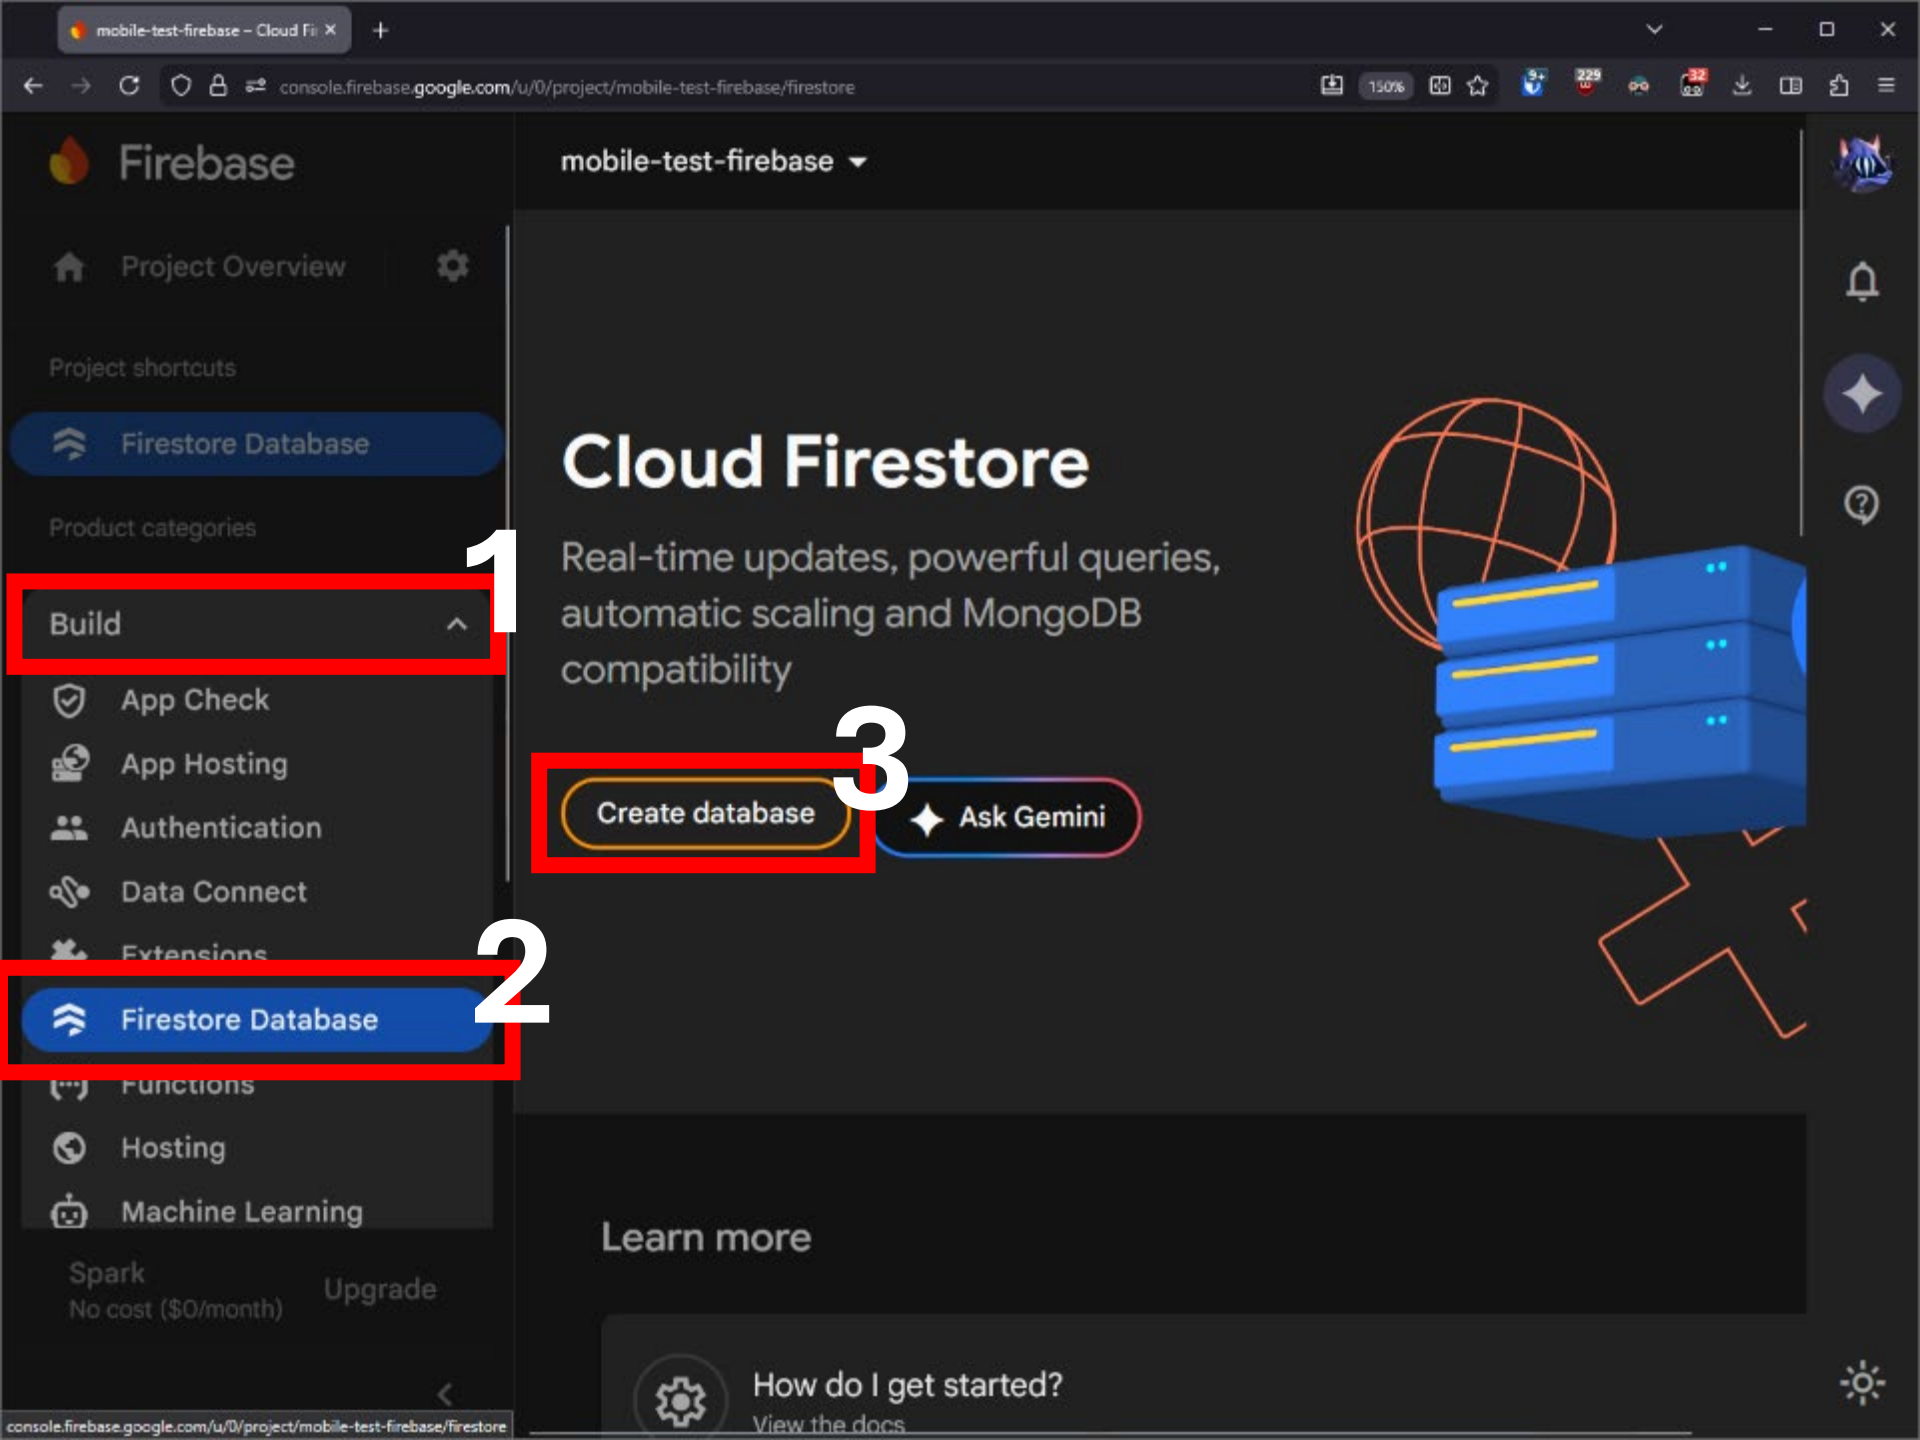 mobile-test-firebase – Cloud Fi
console.firebase.google.com/u/0/project/mobile-test-firebase/firestore
150%
9+
229
32
Firebase
mobile-test-firebase
Project Overview
Project shortcuts
Firestore Database
Product categories
1
Build
App Check
App Hosting
Authentication
Data Connect
Extensions
2
Firestore Database
Functions
Hosting
Machine Learning
Spark
No cost ($0/month)
Upgrade
console.firebase.google.com/u/0/project/mobile-test-firebase/firestore
Cloud Firestore
Real-time updates, powerful queries,
automatic scaling and MongoDB
compatibility
3
Create database
Ask Gemini
Learn more
How do I get started?
View the docs